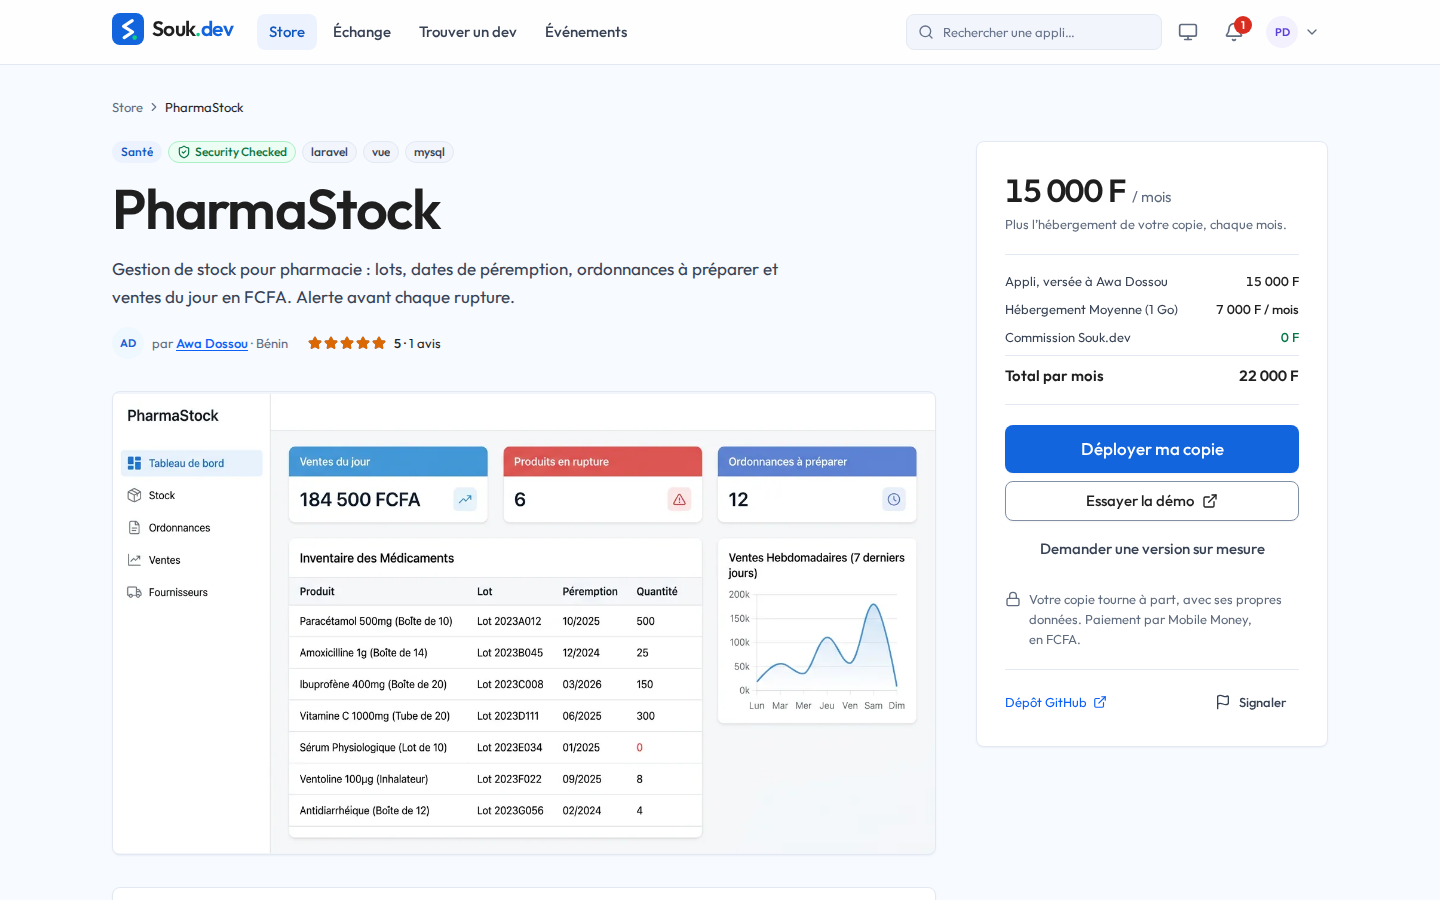 Souk.dev
Store
Échange
Trouver un dev
Événements
Rechercher une appli...
1
PD
Store > PharmaStock
Santé
Security Checked
laravel
vue
mysql
PharmaStock
Gestion de stock pour pharmacie : lots, dates de péremption, ordonnances à préparer et
ventes du jour en FCFA. Alerte avant chaque rupture.
AD
par Awa Dossou · Bénin
5 · 1 avis
PharmaStock
Tableau de bord
Stock
Ordonnances
Ventes
Fournisseurs
Ventes du jour
184 500 FCFA
Produits en rupture
6
Ordonnances à préparer
12
Inventaire des Médicaments
Produit Lot Péremption Quantité
Paracétamol 500mg (Boîte de 10) Lot 2023A012 10/2025 500
Amoxicilline 1g (Boîte de 14) Lot 2023B045 12/2024 25
Ibuprofène 400mg (Boîte de 20) Lot 2023C008 03/2026 150
Vitamine C 1000mg (Tube de 20) Lot 2023D111 06/2025 300
Sérum Physiologique (Lot de 10) Lot 2023E034 01/2025 0
Ventoline 100µg (Inhalateur) Lot 2023F022 09/2025 8
Antidiarrhéique (Boîte de 12) Lot 2023G056 02/2024 4
Ventes Hebdomadaires (7 derniers
jours)
200k
150k
100k
50k
0k
Lun Mar Mer Jeu Ven Sam Dim
15 000 F / mois
Plus l'hébergement de votre copie, chaque mois.
Appli, versée à Awa Dossou 15 000 F
Hébergement Moyenne (1 Go) 7 000 F / mois
Commission Souk.dev 0 F
Total par mois 22 000 F
Déployer ma copie
Essayer la démo
Demander une version sur mesure
Votre copie tourne à part, avec ses propres
données. Paiement par Mobile Money,
en FCFA.
Dépôt GitHub
Signaler